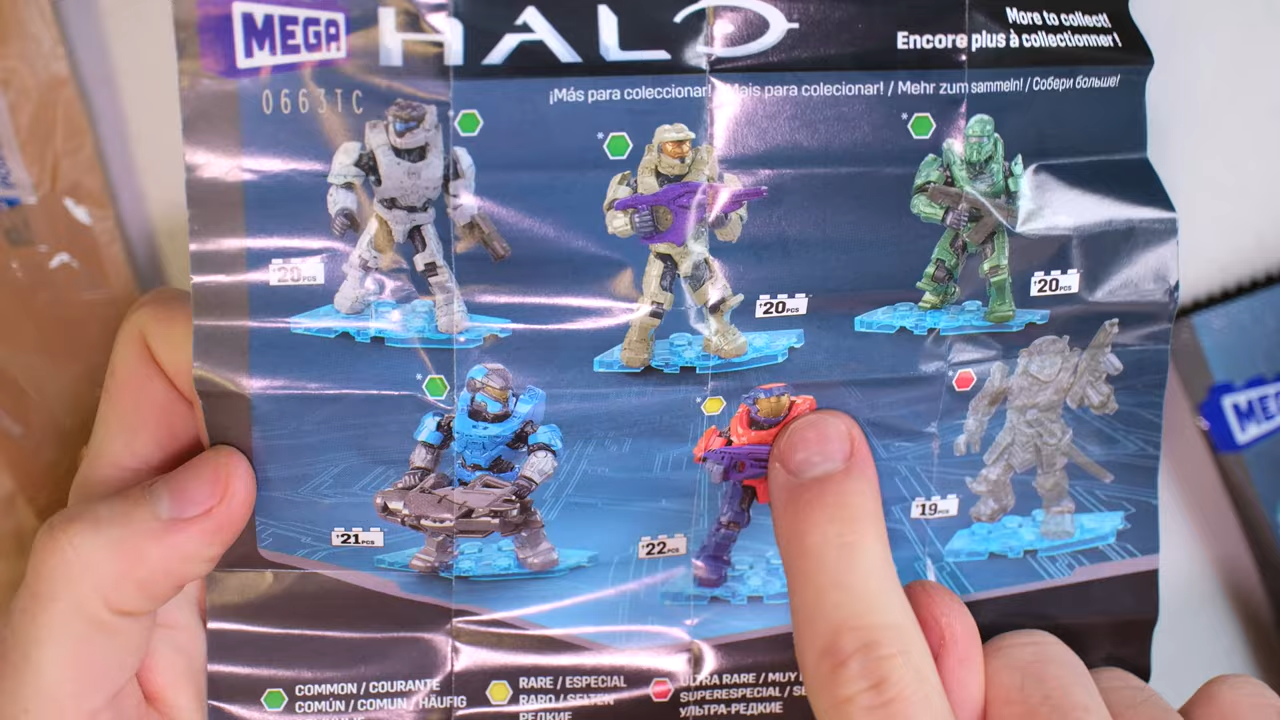 MEGA
HALO
More to collect!
Encore plus à collectionner !
¡Más para coleccionar! / Mais para colecionar! / Mehr zum sammeln! / Собери больше!
0663TC
20 PCS
20 PCS
20 PCS
21 PCS
22 PCS
19 PCS
COMMON / COURANTE
COMÚN / COMUN / HÄUFIG
RARE / ESPECIAL
RARO / SELTEN
РЕДКИЕ
ULTRA RARE / MUY
SUPERESPECIAL /
УЛЬТРА-РЕДКИЕ
ME